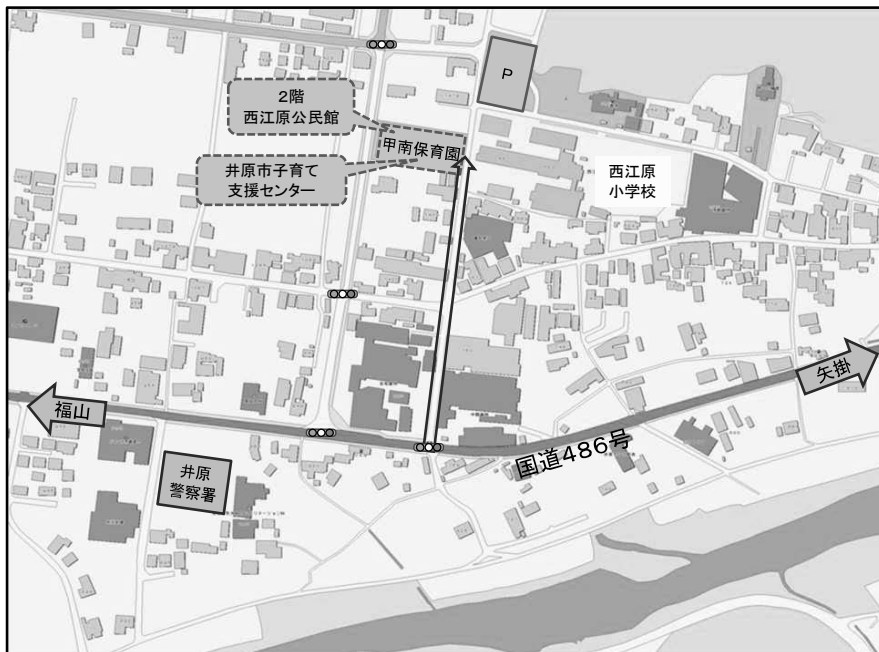 P
2階
西江原公民館
甲南保育園
井原市子育て
支援センター
西江原
小学校
矢掛
福山
国道486号
井原
警察署